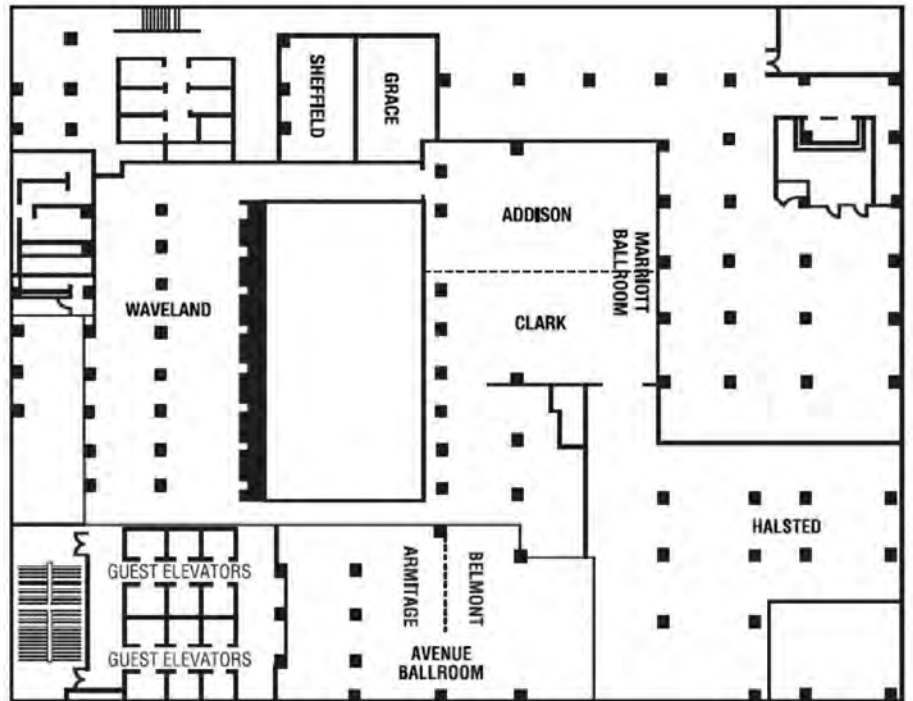 SHEFFIELD
GRACE
ADDISON
MARRIOTT
BALLROOM
WAVELAND
CLARK
HALSTED
GUEST ELEVATORS
ARMITAGE
BELMONT
GUEST ELEVATORS
AVENUE
BALLROOM